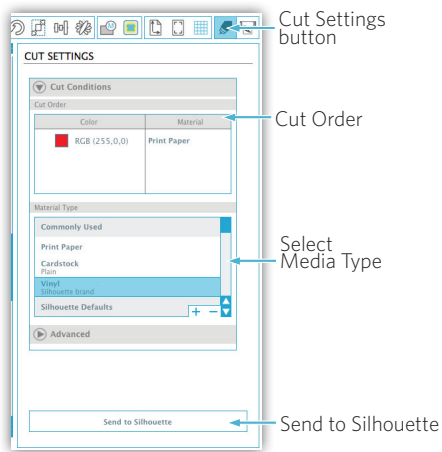 Cut Settings
button
CUT SETTINGS
Cut Conditions
Cut Order
Color Material
RGB (255,0,0) Print Paper
Cut Order
Material Type
Commonly Used
Print Paper
Cardstock
Plain
Vinyl
Silhouette brand
Silhouette Defaults
+ −
Select
Media Type
Advanced
Send to Silhouette
Send to Silhouette